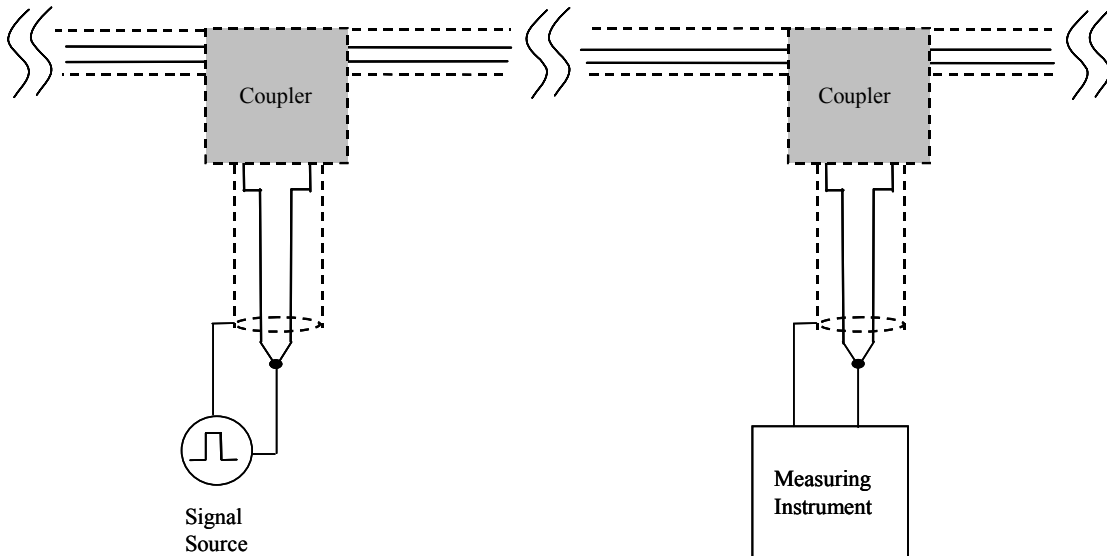 Coupler
Coupler
Signal
Source
Measuring
Instrument